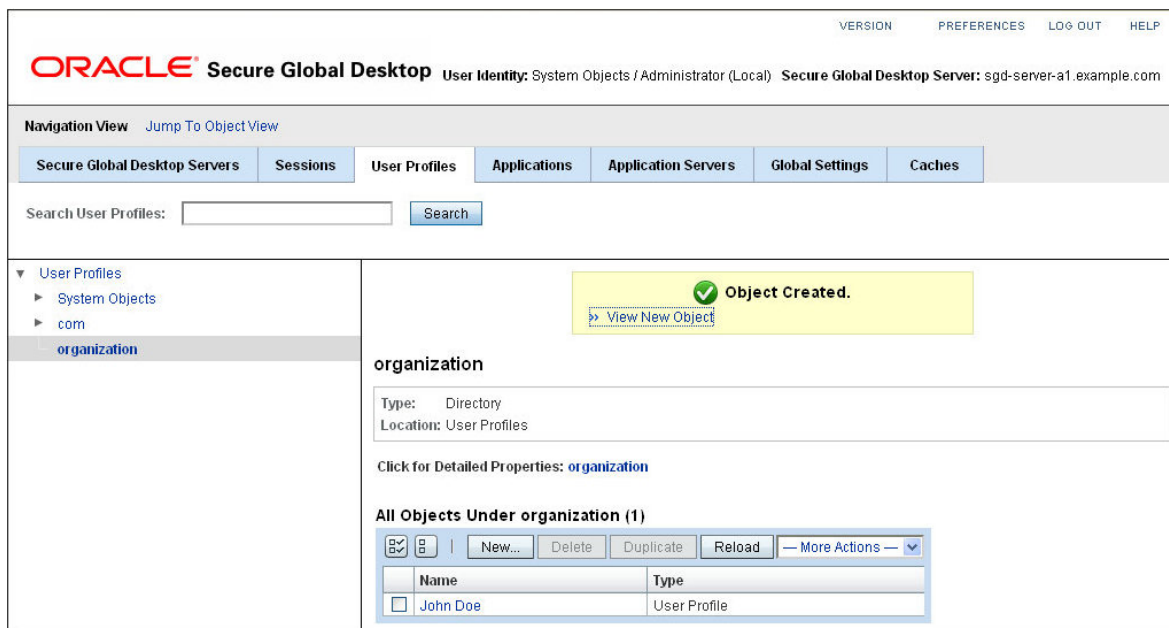 VERSION PREFERENCES LOG OUT HELP
ORACLE Secure Global Desktop User Identity: System Objects / Administrator (Local) Secure Global Desktop Server: sgd-server-a1.example.com
Navigation View Jump To Object View
Secure Global Desktop Servers Sessions User Profiles Applications Application Servers Global Settings Caches
Search User Profiles: Search
User Profiles
System Objects
com
organization
Object Created.
» View New Object
organization
Type: Directory
Location: User Profiles
Click for Detailed Properties: organization
All Objects Under organization (1)
New... Delete Duplicate Reload — More Actions —
Name Type
John Doe User Profile